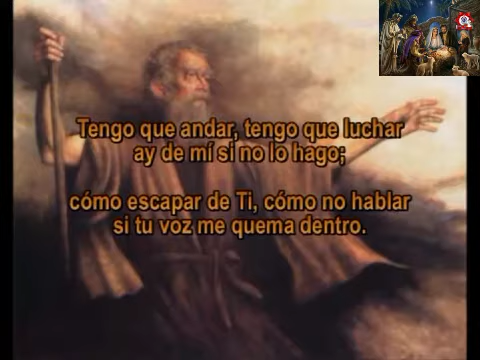 Tengo que andar, tengo que luchar
ay de mí si no lo hago;
cómo escapar de Ti, cómo no hablar
si tu voz me quema dentro.